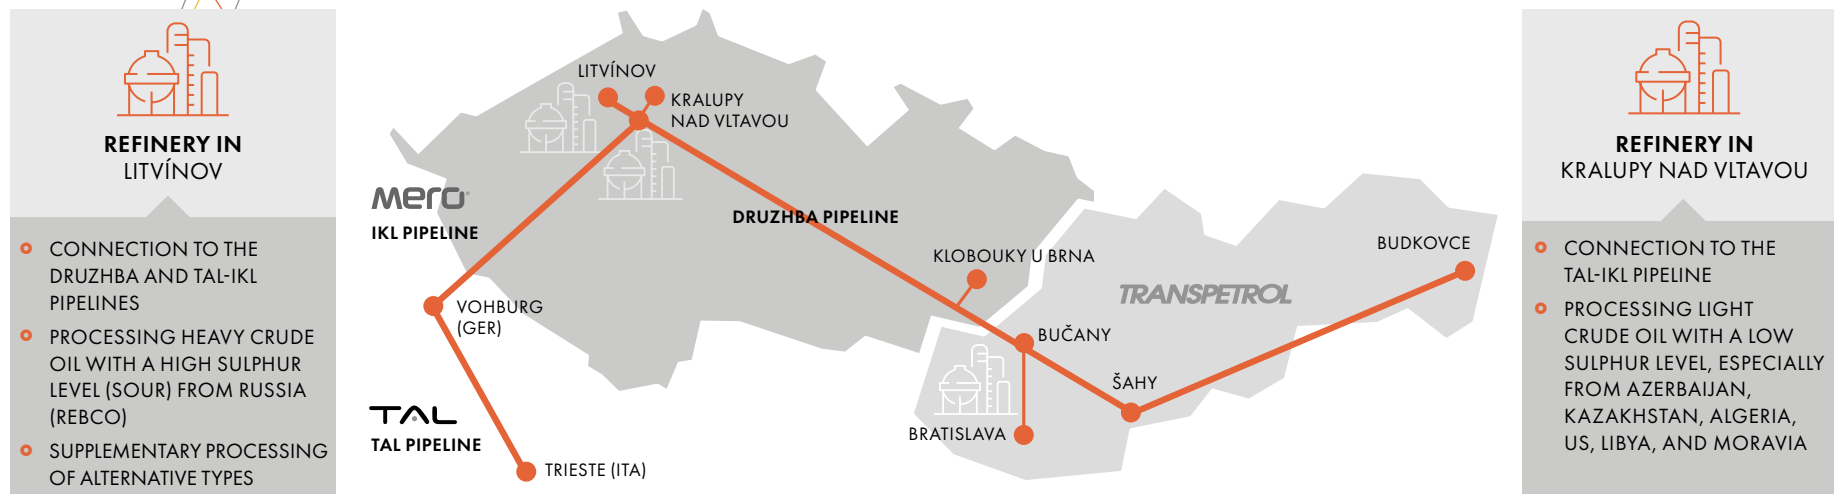 REFINERY IN
LITVÍNOV
CONNECTION TO THE
DRUZHBA AND TAL-IKL
PIPELINES
PROCESSING HEAVY CRUDE
OIL WITH A HIGH SULPHUR
LEVEL (SOUR) FROM RUSSIA
(REBCO)
SUPPLEMENTARY PROCESSING
OF ALTERNATIVE TYPES
LITVÍNOV
KRALUPY
NAD VLTAVOU
mero
IKL PIPELINE
DRUZHBA PIPELINE
KLOBOUKY U BRNA
BUDKOVCE
TRANSPETROL
VOHBURG
(GER)
BUČANY
ŠAHY
TAL
TAL PIPELINE
BRATISLAVA
TRIESTE (ITA)
REFINERY IN
KRALUPY NAD VLTAVOU
CONNECTION TO THE
TAL-IKL PIPELINE
PROCESSING LIGHT
CRUDE OIL WITH A LOW
SULPHUR LEVEL, ESPECIALLY
FROM AZERBAIJAN,
KAZAKHSTAN, ALGERIA,
US, LIBYA, AND MORAVIA